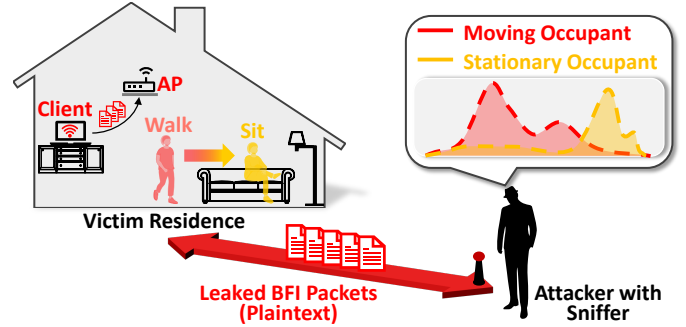 Moving Occupant
Stationary Occupant
AP
Client
Walk
Sit
Victim Residence
Leaked BFI Packets
(Plaintext)
Attacker with
Sniffer